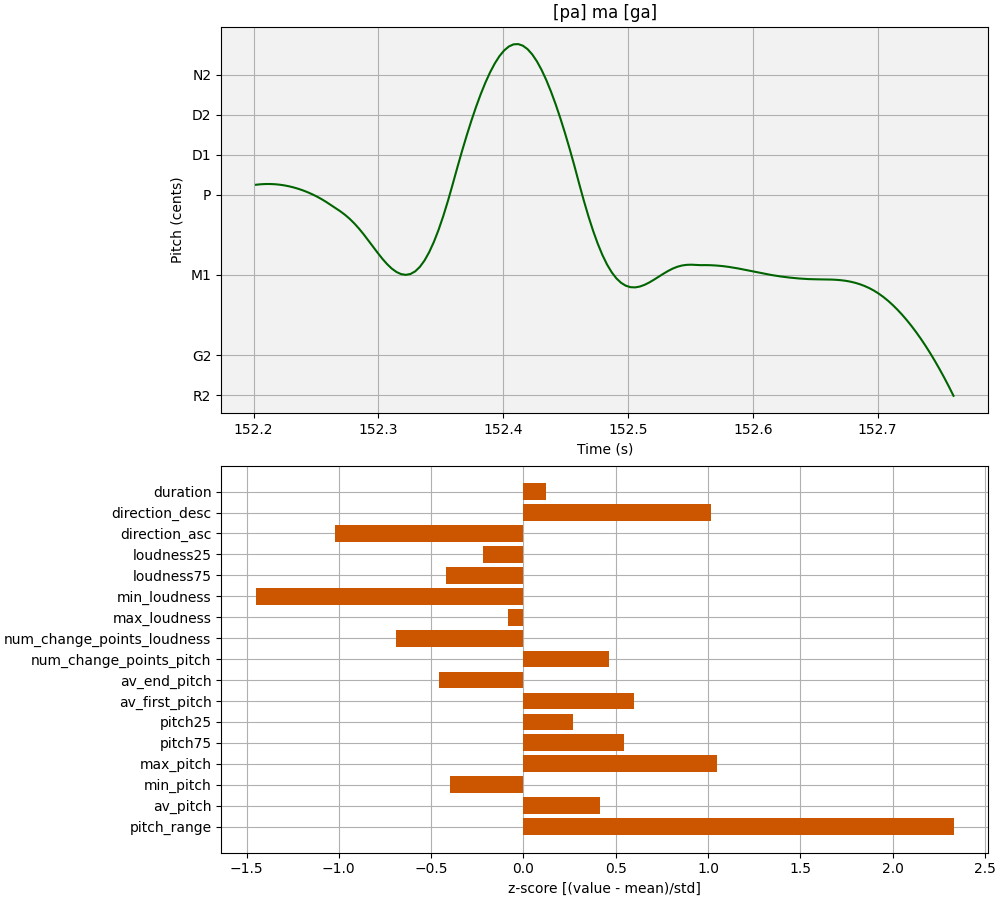 [pa] ma [ga]
N2
D2
D1
P
M1
G2
R2
Pitch (cents)
152.2 152.3 152.4 152.5 152.6 152.7
Time (s)
duration
direction_desc
direction_asc
loudness25
loudness75
min_loudness
max_loudness
num_change_points_loudness
num_change_points_pitch
av_end_pitch
av_first_pitch
pitch25
pitch75
max_pitch
min_pitch
av_pitch
pitch_range
−1.5 −1.0 −0.5 0.0 0.5 1.0 1.5 2.0 2.5
z-score [(value - mean)/std]